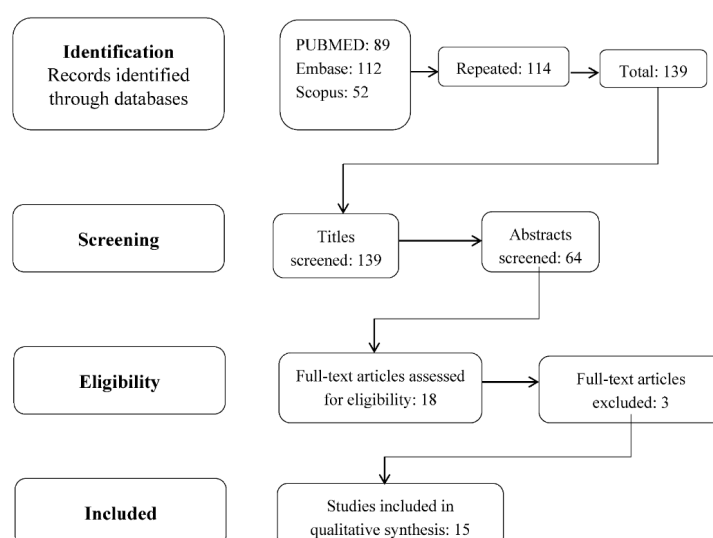 Identification
Records identified
through databases
PUBMED: 89
Embase: 112
Scopus: 52
Repeated: 114
Total: 139
Screening
Titles
screened: 139
Abstracts
screened: 64
Eligibility
Full-text articles assessed
for eligibility: 18
Full-text articles
excluded: 3
Included
Studies included in
qualitative synthesis: 15